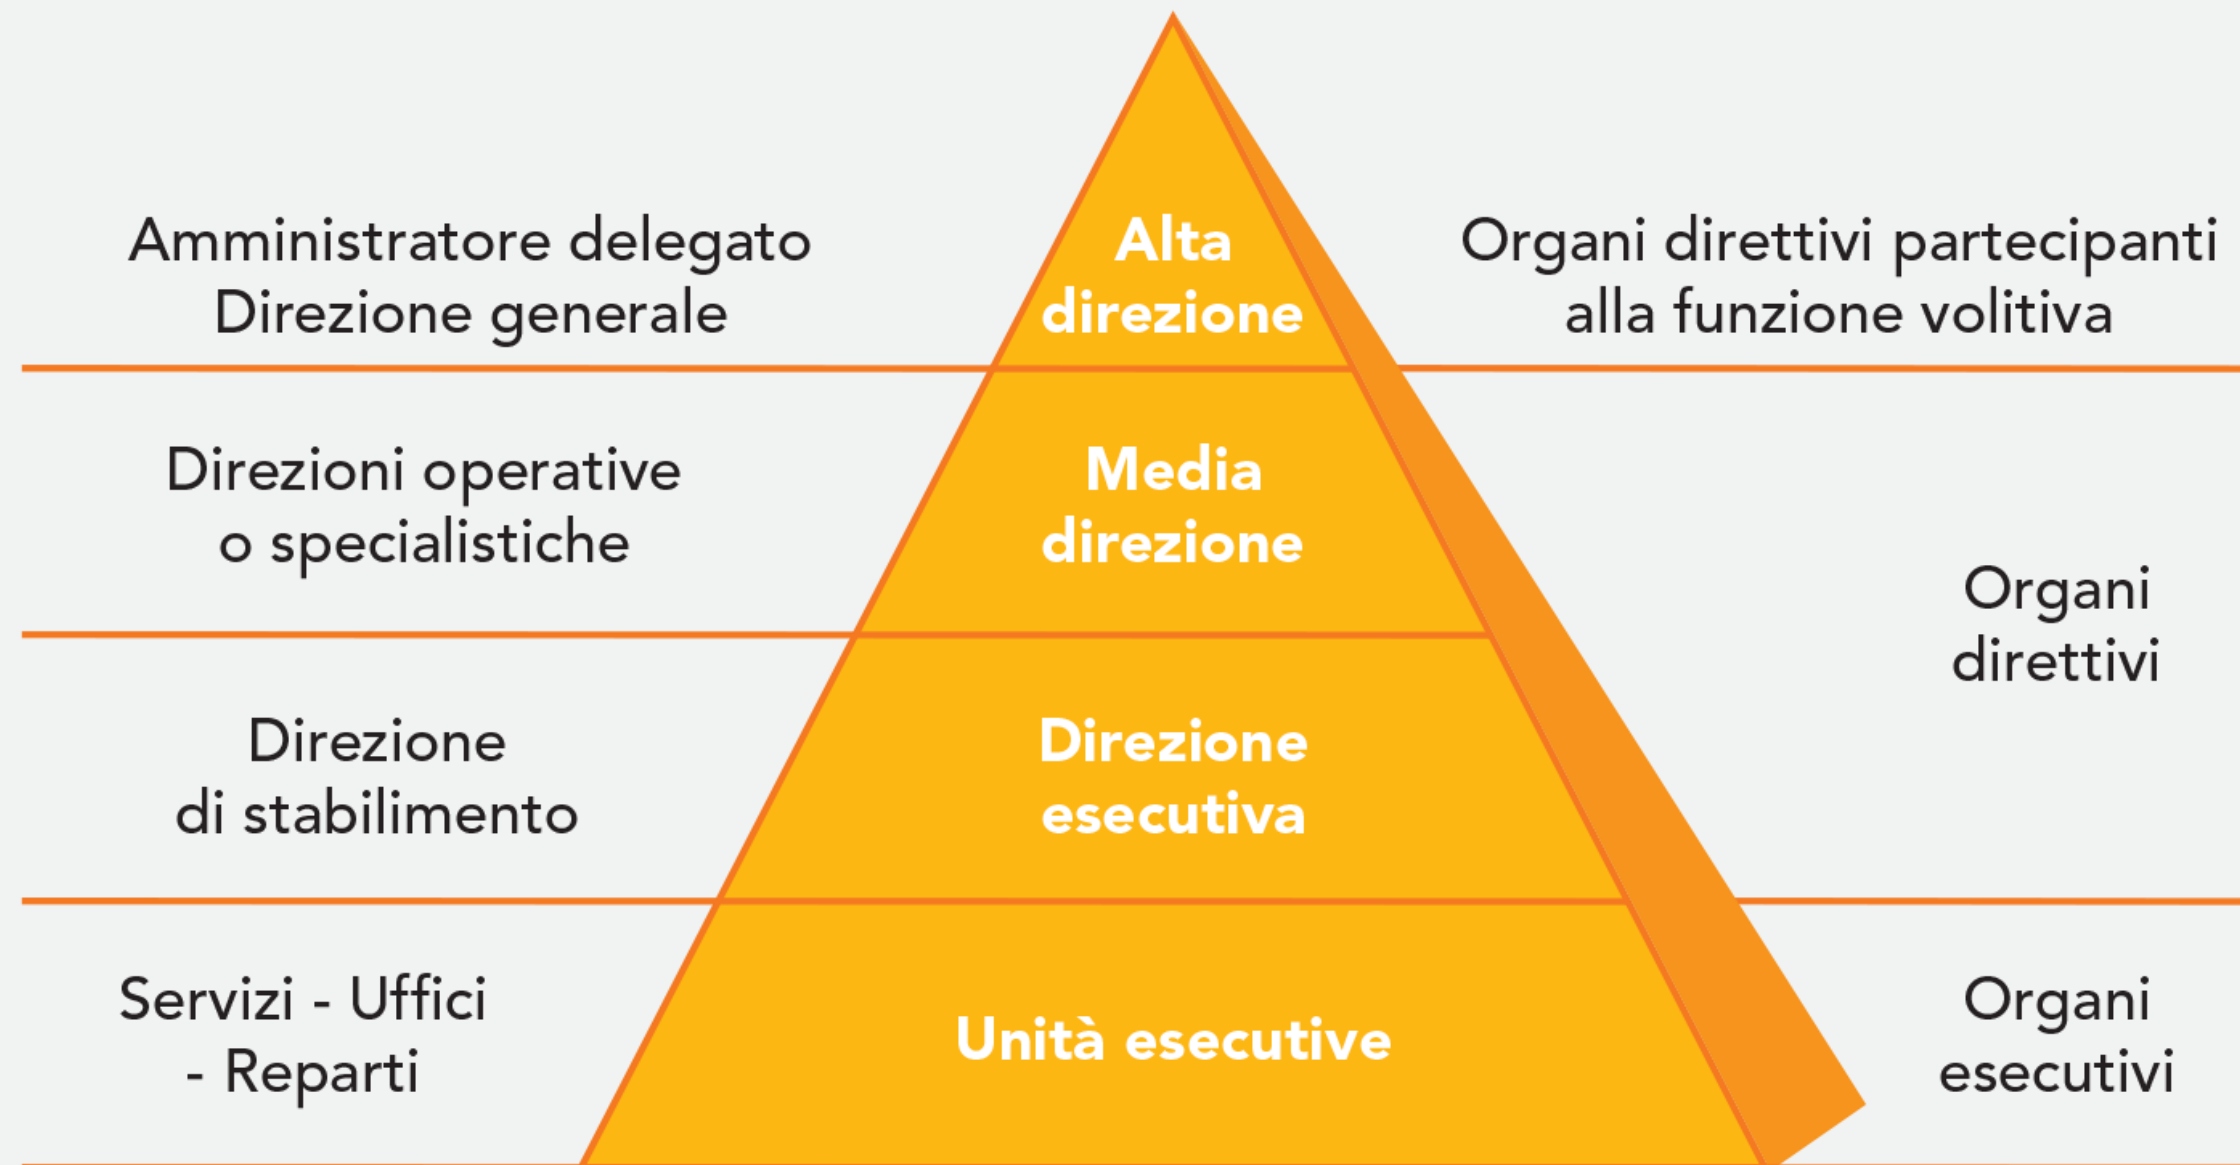 Amministratore delegato
Direzione generale
Alta
direzione
Organi direttivi partecipanti
alla funzione volitiva
Direzioni operative
o specialistiche
Media
direzione
Organi
direttivi
Direzione
di stabilimento
Direzione
esecutiva
Servizi - Uffici
- Reparti
Unità esecutive
Organi
esecutivi